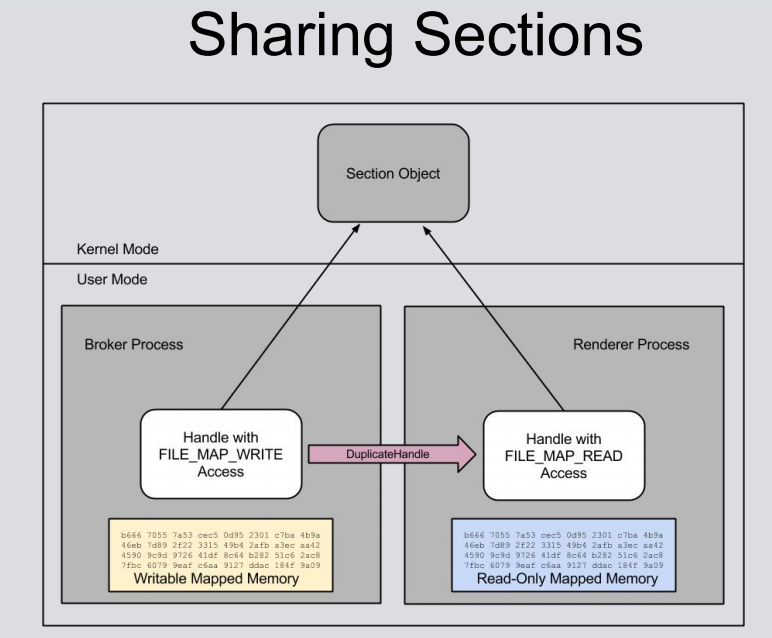 Sharing Sections
Section Object
Kernel Mode
User Mode
Broker Process
Renderer Process
Handle with
FILE_MAP_WRITE
Access
DuplicateHandle
Handle with
FILE_MAP_READ
Access
b666 7055 7a53 cec5 0d95 2301 c7ba 4b9a
46eb 7d89 2f22 3315 49b4 2afb a3ec aa42
4590 9c9d 9726 41df 8c64 b282 51c6 2ac8
7fbc 6079 9eaf c6aa 9127 ddac 184f 9a09
Writable Mapped Memory
b666 7055 7a53 cec5 0d95 2301 c7ba 4b9a
46eb 7d89 2f22 3315 49b4 2afb a3ec aa42
4590 9c9d 9726 41df 8c64 b282 51c6 2ac8
7fbc 6079 9eaf c6aa 9127 ddac 184f 9a09
Read-Only Mapped Memory